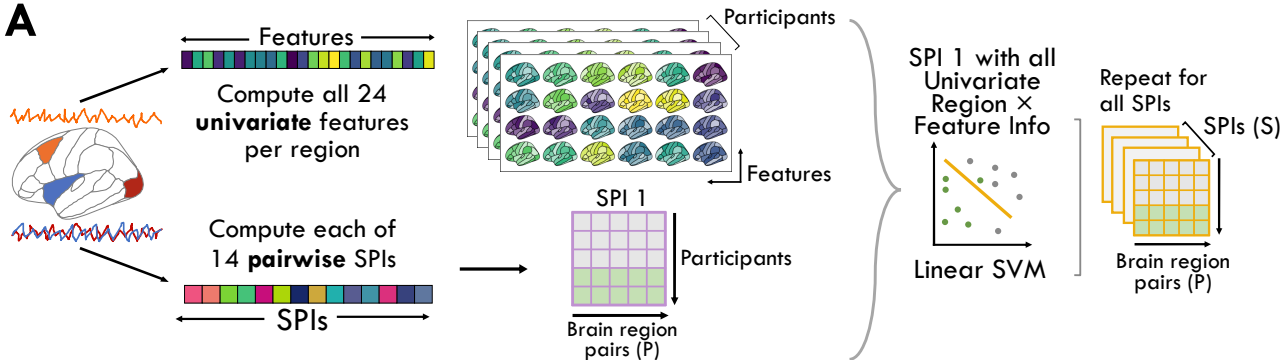 A
Features
Compute all 24
univariate features
per region
Participants
Features
Compute each of
14 pairwise SPIs
SPIs
SPI 1
Participants
Brain region
pairs (P)
SPI 1 with all
Univariate
Region ×
Feature Info
Linear SVM
Repeat for
all SPIs
SPIs (S)
Brain region
pairs (P)